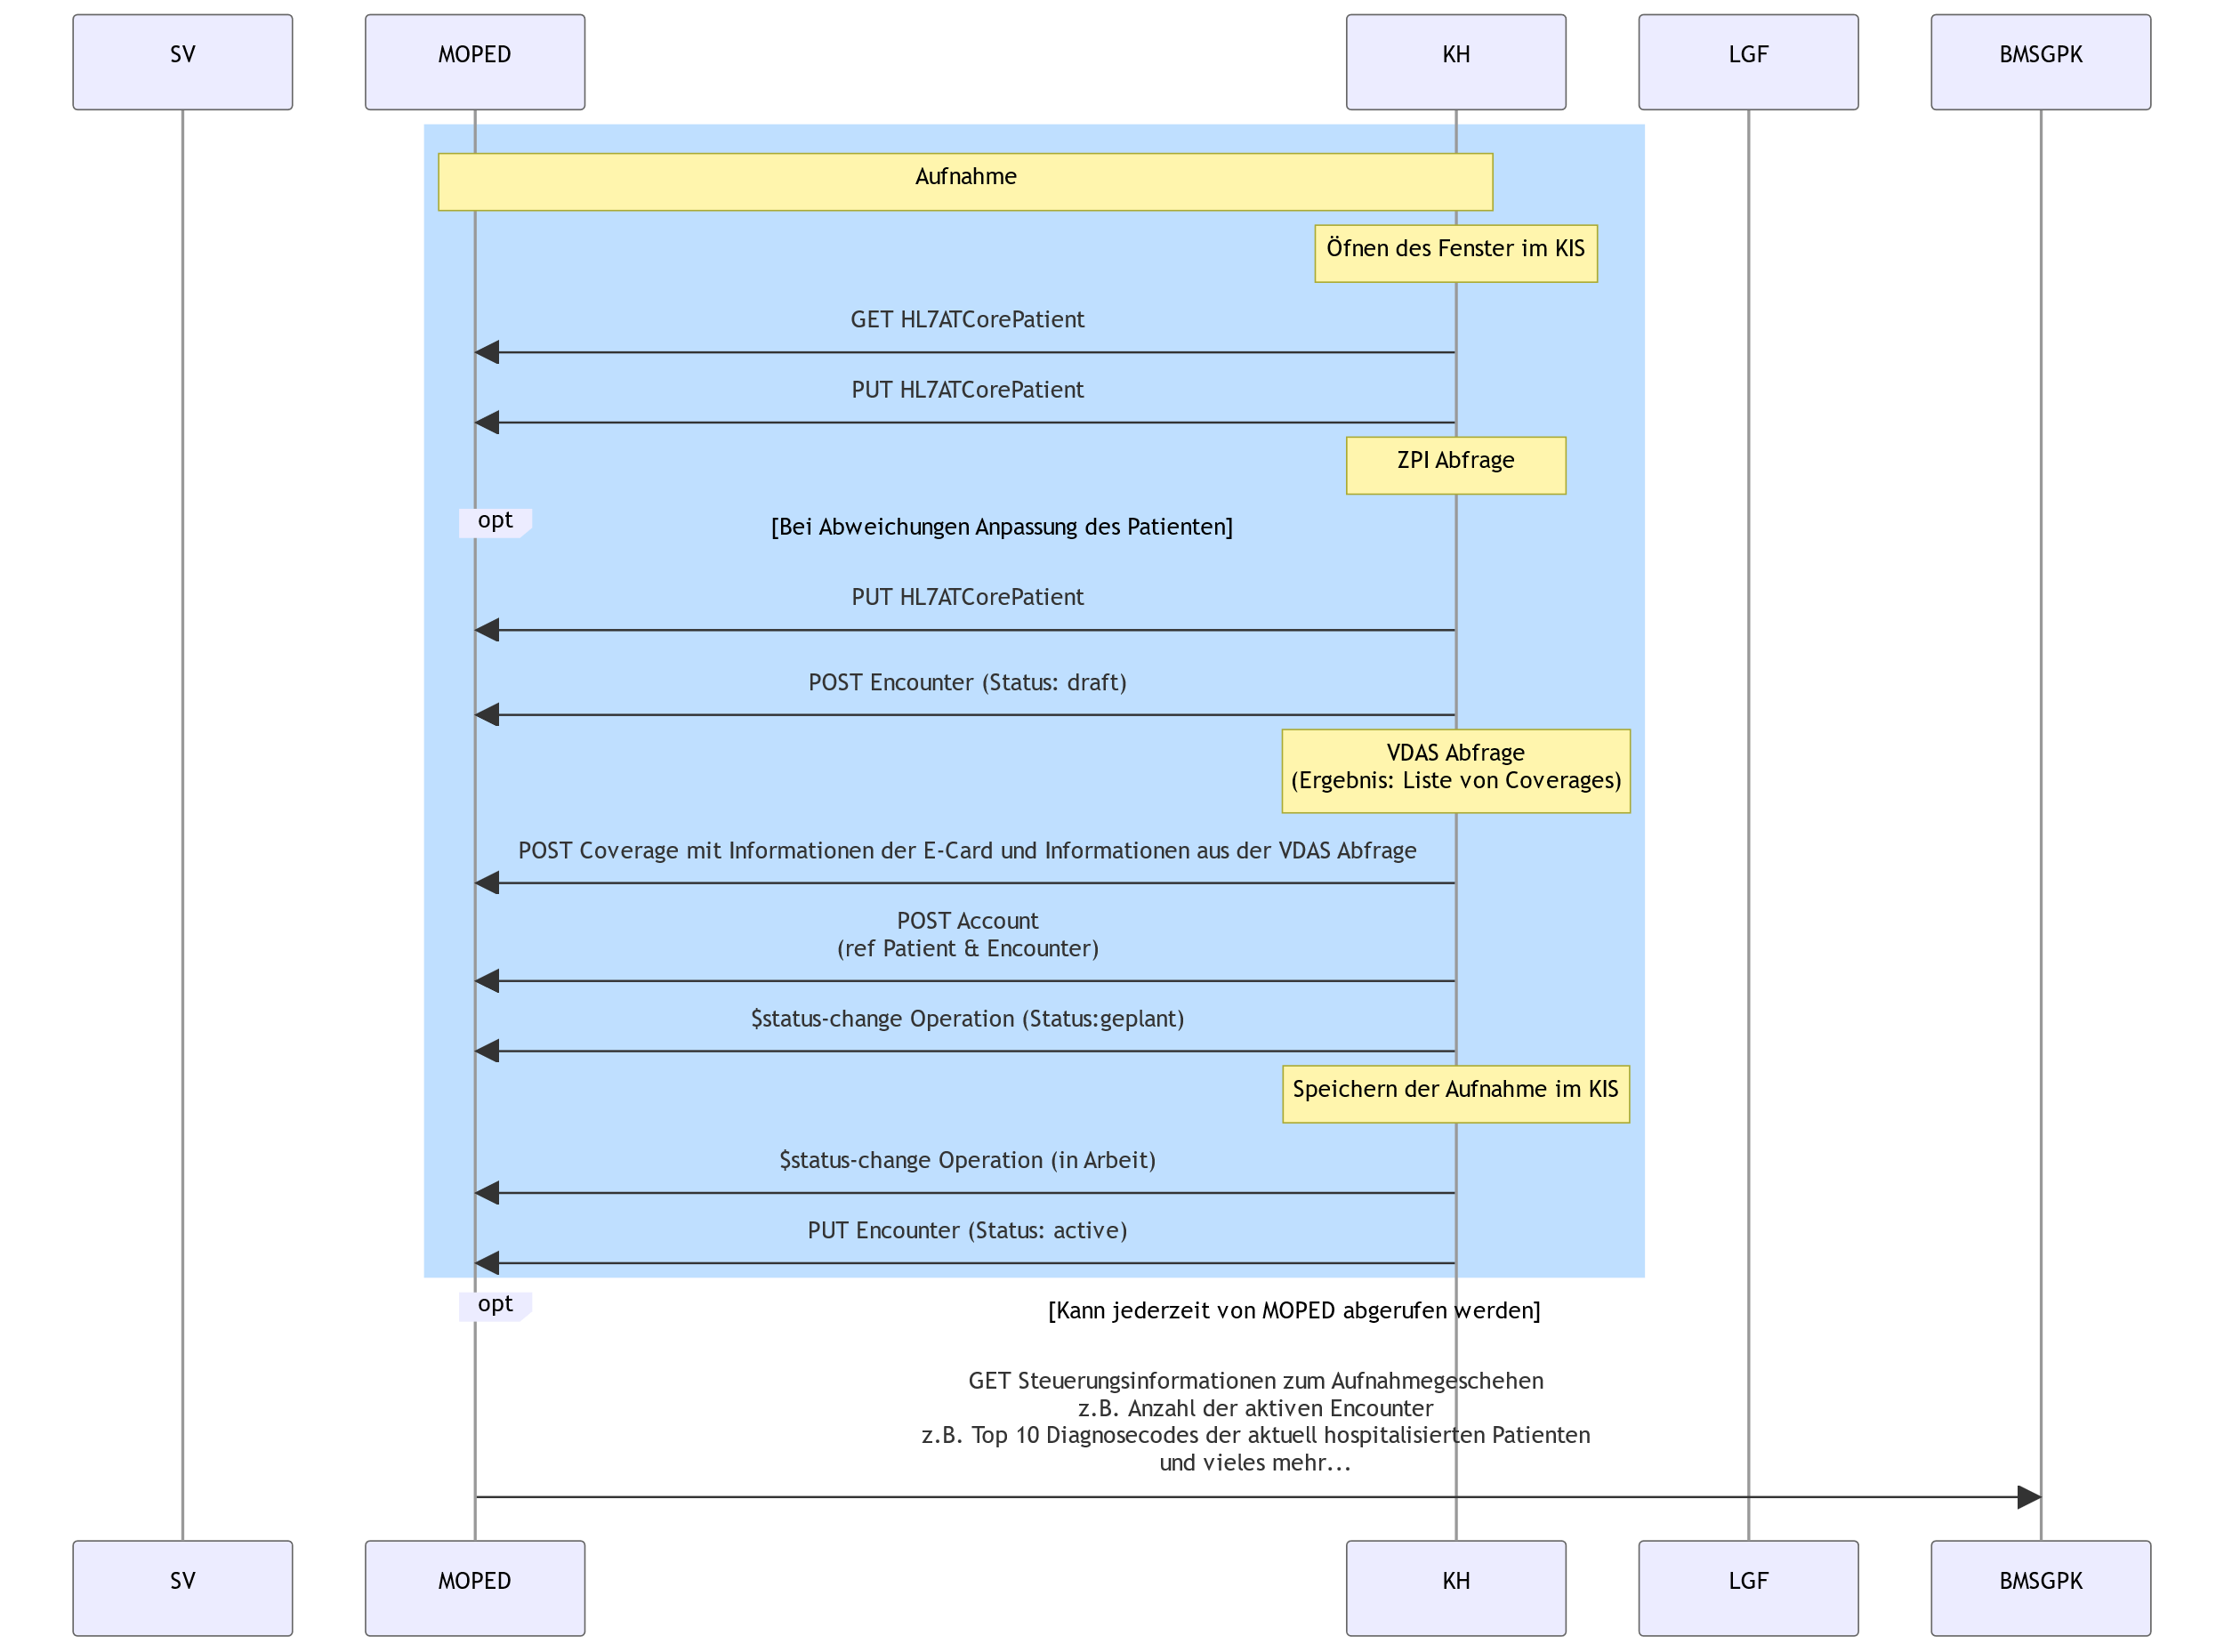 SV
MOPED
KH
LGF
BMSGPK
Aufnahme
Öfnen des Fenster im KIS
GET HL7ATCorePatient
PUT HL7ATCorePatient
ZPI Abfrage
opt
[Bei Abweichungen Anpassung des Patienten]
PUT HL7ATCorePatient
POST Encounter (Status: draft)
VDAS Abfrage
(Ergebnis: Liste von Coverages)
POST Coverage mit Informationen der E-Card und Informationen aus der VDAS Abfrage
POST Account
(ref Patient & Encounter)
$status-change Operation (Status:geplant)
Speichern der Aufnahme im KIS
$status-change Operation (in Arbeit)
PUT Encounter (Status: active)
opt
[Kann jederzeit von MOPED abgerufen werden]
GET Steuerungsinformationen zum Aufnahmegeschehen
z.B. Anzahl der aktiven Encounter
z.B. Top 10 Diagnosecodes der aktuell hospitalisierten Patienten
und vieles mehr...
SV
MOPED
KH
LGF
BMSGPK